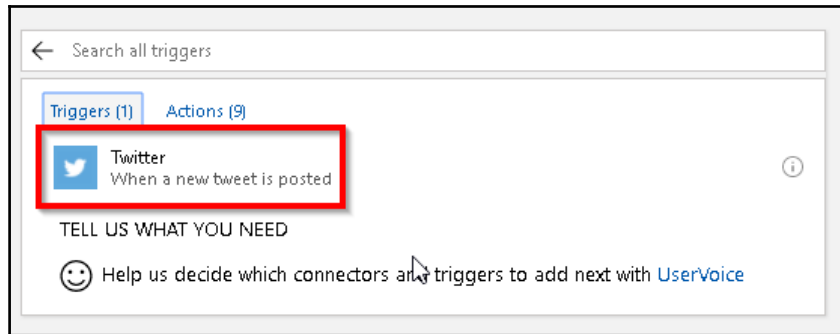 Search all triggers
Triggers (1) Actions (9)
Twitter
When a new tweet is posted
TELL US WHAT YOU NEED
Help us decide which connectors and triggers to add next with UserVoice